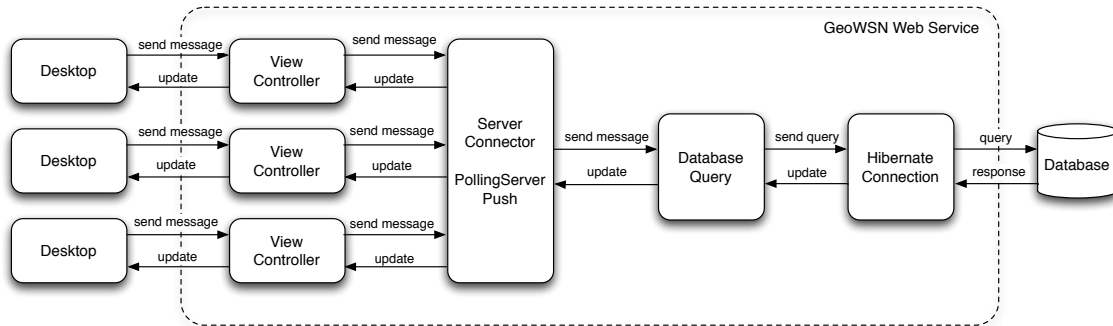 GeoWSN Web Service
Desktop
send message
update
View
Controller
send message
update
Desktop
send message
update
View
Controller
send message
update
Desktop
send message
update
View
Controller
send message
update
Server
Connector
PollingServer
Push
send message
update
Database
Query
send query
update
Hibernate
Connection
query
response
Database